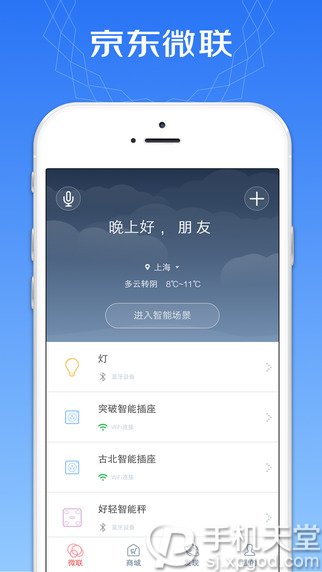 京东微联
晚上好，朋友
上海
多云转阴 8℃~11℃
进入智能场景
灯
蓝牙设备
突破智能插座
WiFi连接
古北智能插座
WiFi连接
好轻智能秤
蓝牙设备
微联
商城
发现
手机天堂
sj.xpgod.com